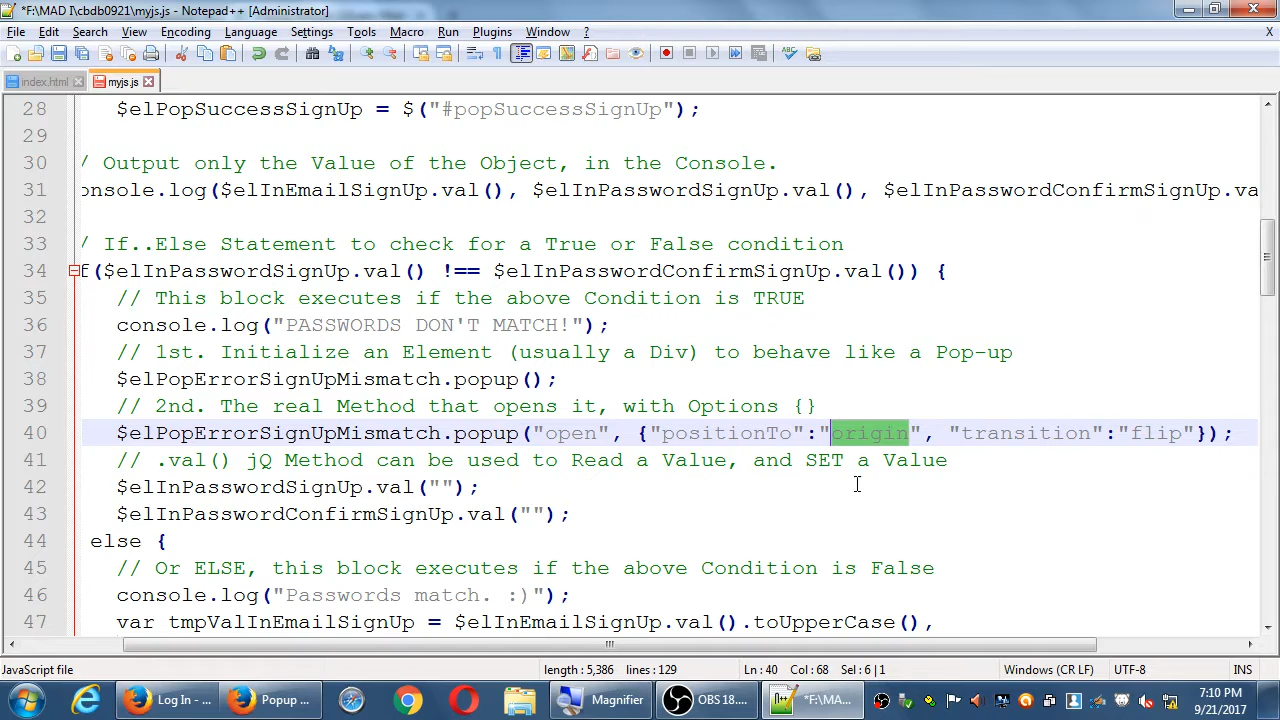 *F:\MAD I\cbdb0921\myjs.js - Notepad++ [Administrator]
File Edit Search View Encoding Language Settings Tools Macro Run Plugins Window ? X
index.html myjs.js
28 $elPopSuccessSignUp = $("#popSuccessSignUp");
29
30 / Output only the Value of the Object, in the Console.
31 onsole.log($elInEmailSignUp.val(), $elInPasswordSignUp.val(), $elInPasswordConfirmSignUp.va
32
33 / If..Else Statement to check for a True or False condition
34 f($elInPasswordSignUp.val() !== $elInPasswordConfirmSignUp.val()) {
35 // This block executes if the above Condition is TRUE
36 console.log("PASSWORDS DON'T MATCH!");
37 // 1st. Initialize an Element (usually a Div) to behave like a Pop-up
38 $elPopErrorSignUpMismatch.popup();
39 // 2nd. The real Method that opens it, with Options {}
40 $elPopErrorSignUpMismatch.popup("open", {"positionTo":"origin", "transition":"flip"});
41 // .val() jQ Method can be used to Read a Value, and SET a Value
42 $elInPasswordSignUp.val("");
43 $elInPasswordConfirmSignUp.val("");
44 else {
45 // Or ELSE, this block executes if the above Condition is False
46 console.log("Passwords match. :)");
47 var tmpValInEmailSignUp = $elInEmailSignUp.val().toUpperCase(),
JavaScript file length : 5,386 lines : 129 Ln : 40 Col : 68 Sel : 6 | 1 Windows (CR LF) UTF-8 INS
Log In - ... Popup ... Magnifier OBS 18.... *F:\MA... 7:10 PM
9/21/2017